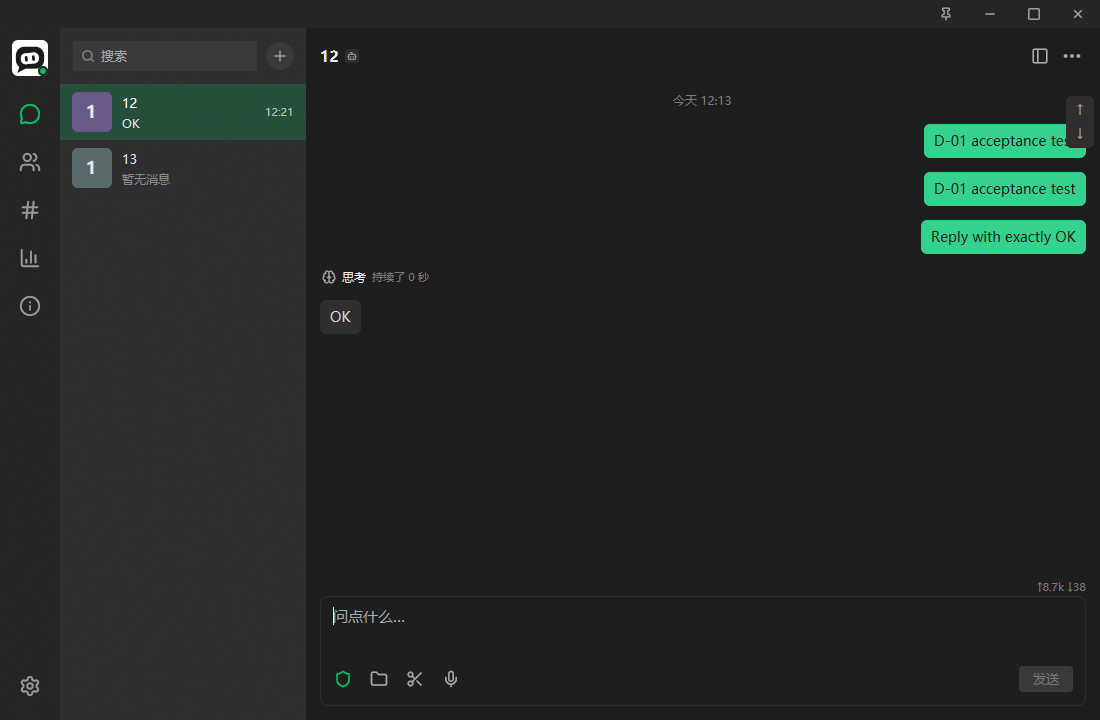 搜索
1
12
12:21
OK
1
13
暂无消息
12
今天 12:13
D-01 acceptance tes
D-01 acceptance test
Reply with exactly OK
思考 持续了 0 秒
OK
↑8.7k ↓38
问点什么...
发送